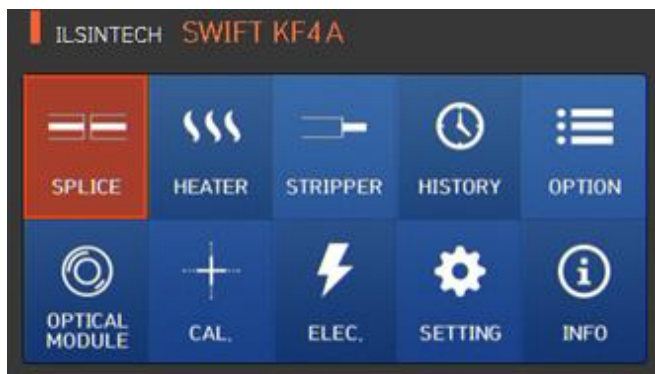 ILSINTECH SWIFT KF4A
SPLICE HEATER STRIPPER HISTORY OPTION
OPTICAL
MODULE CAL. ELEC. SETTING INFO